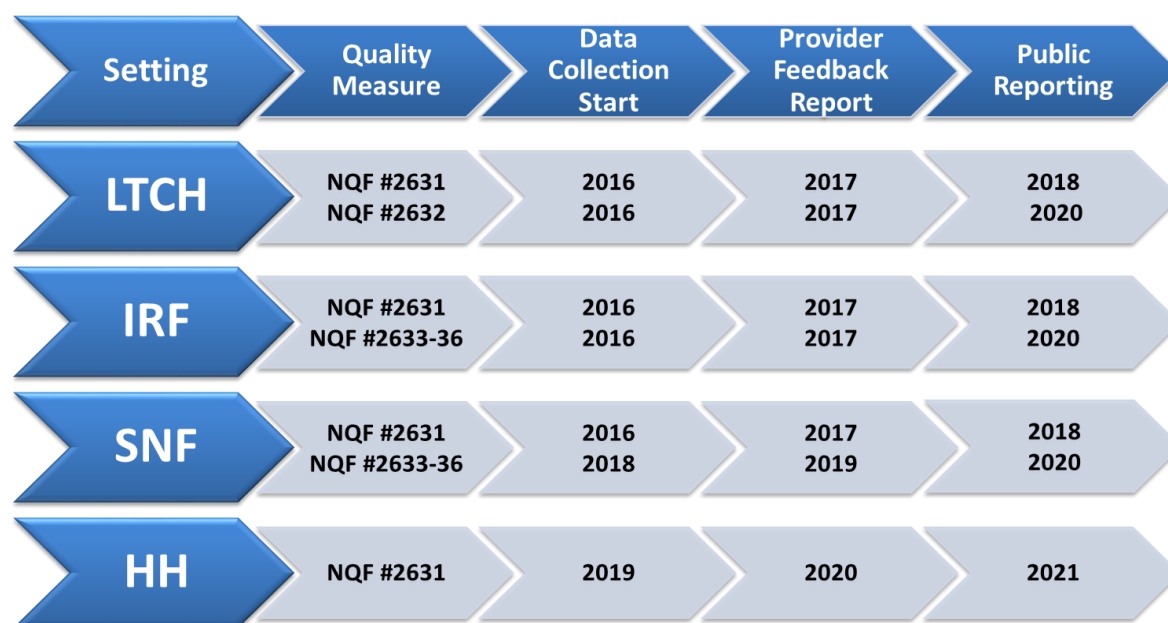 Setting
Quality
Measure
Data
Collection
Start
Provider
Feedback
Report
Public
Reporting
LTCH
NQF #2631
NQF #2632
2016
2016
2017
2017
2018
2020
IRF
NQF #2631
NQF #2633-36
2016
2016
2017
2017
2018
2020
SNF
NQF #2631
NQF #2633-36
2016
2018
2017
2019
2018
2020
HH
NQF #2631
2019
2020
2021